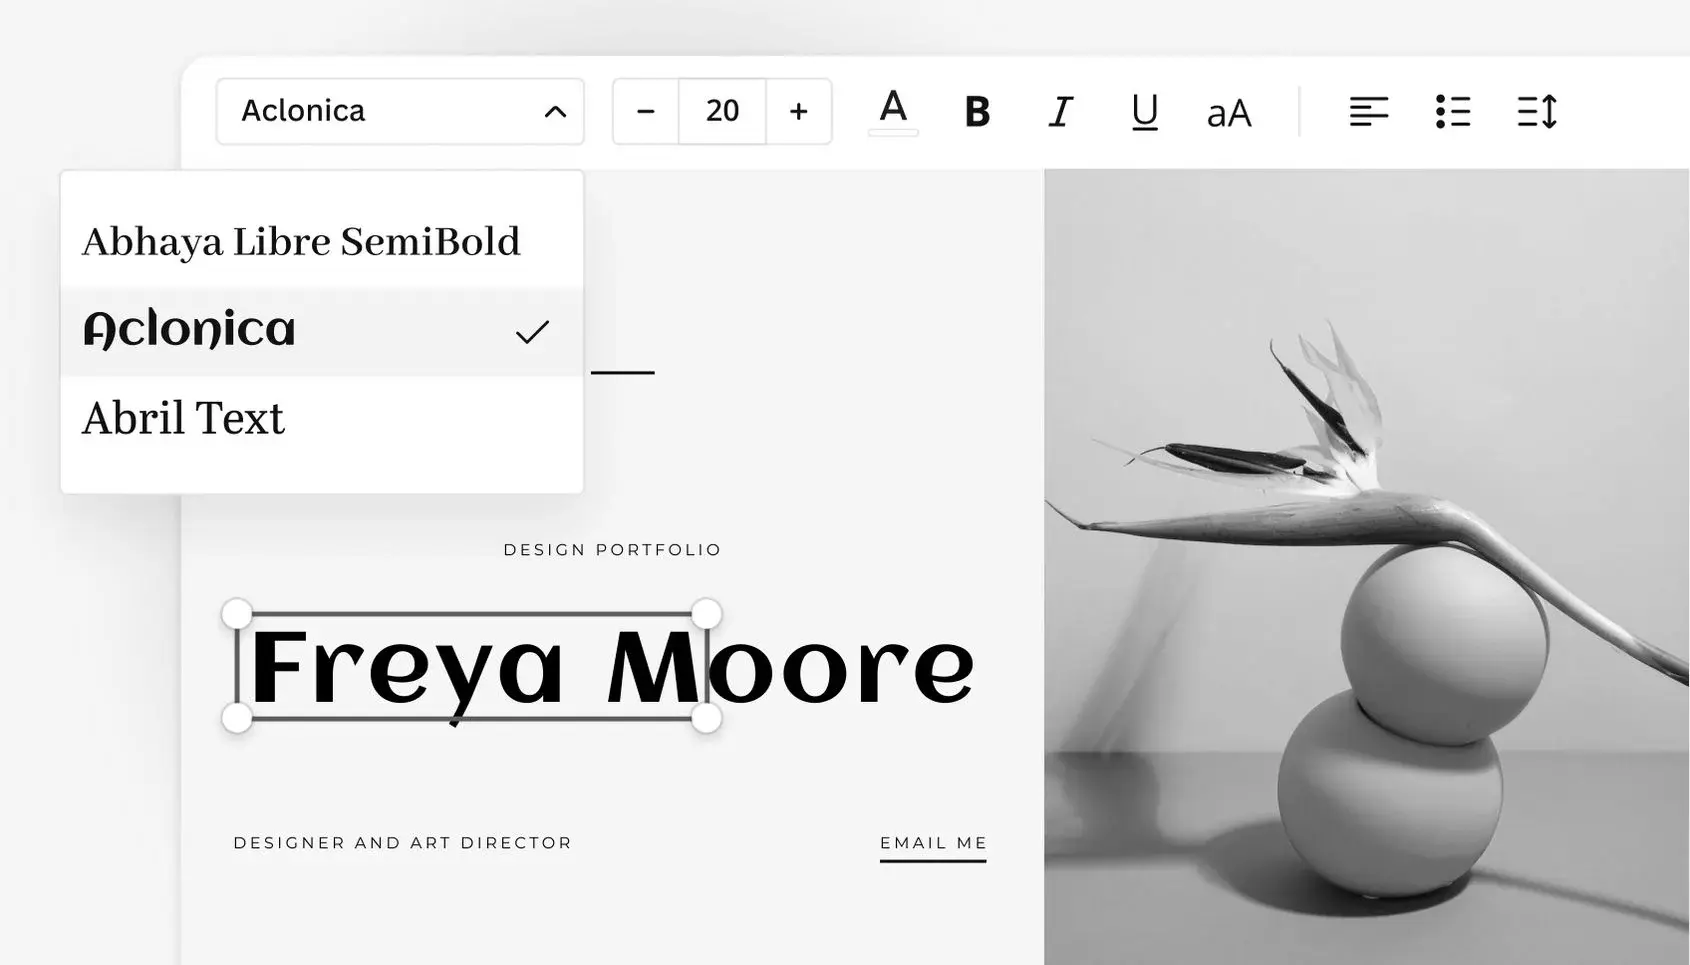 Aclonica
− 20 +
A B I U aA
Abhaya Libre SemiBold
Aclonica
Abril Text
DESIGN PORTFOLIO
Freya Moore
DESIGNER AND ART DIRECTOR
EMAIL ME